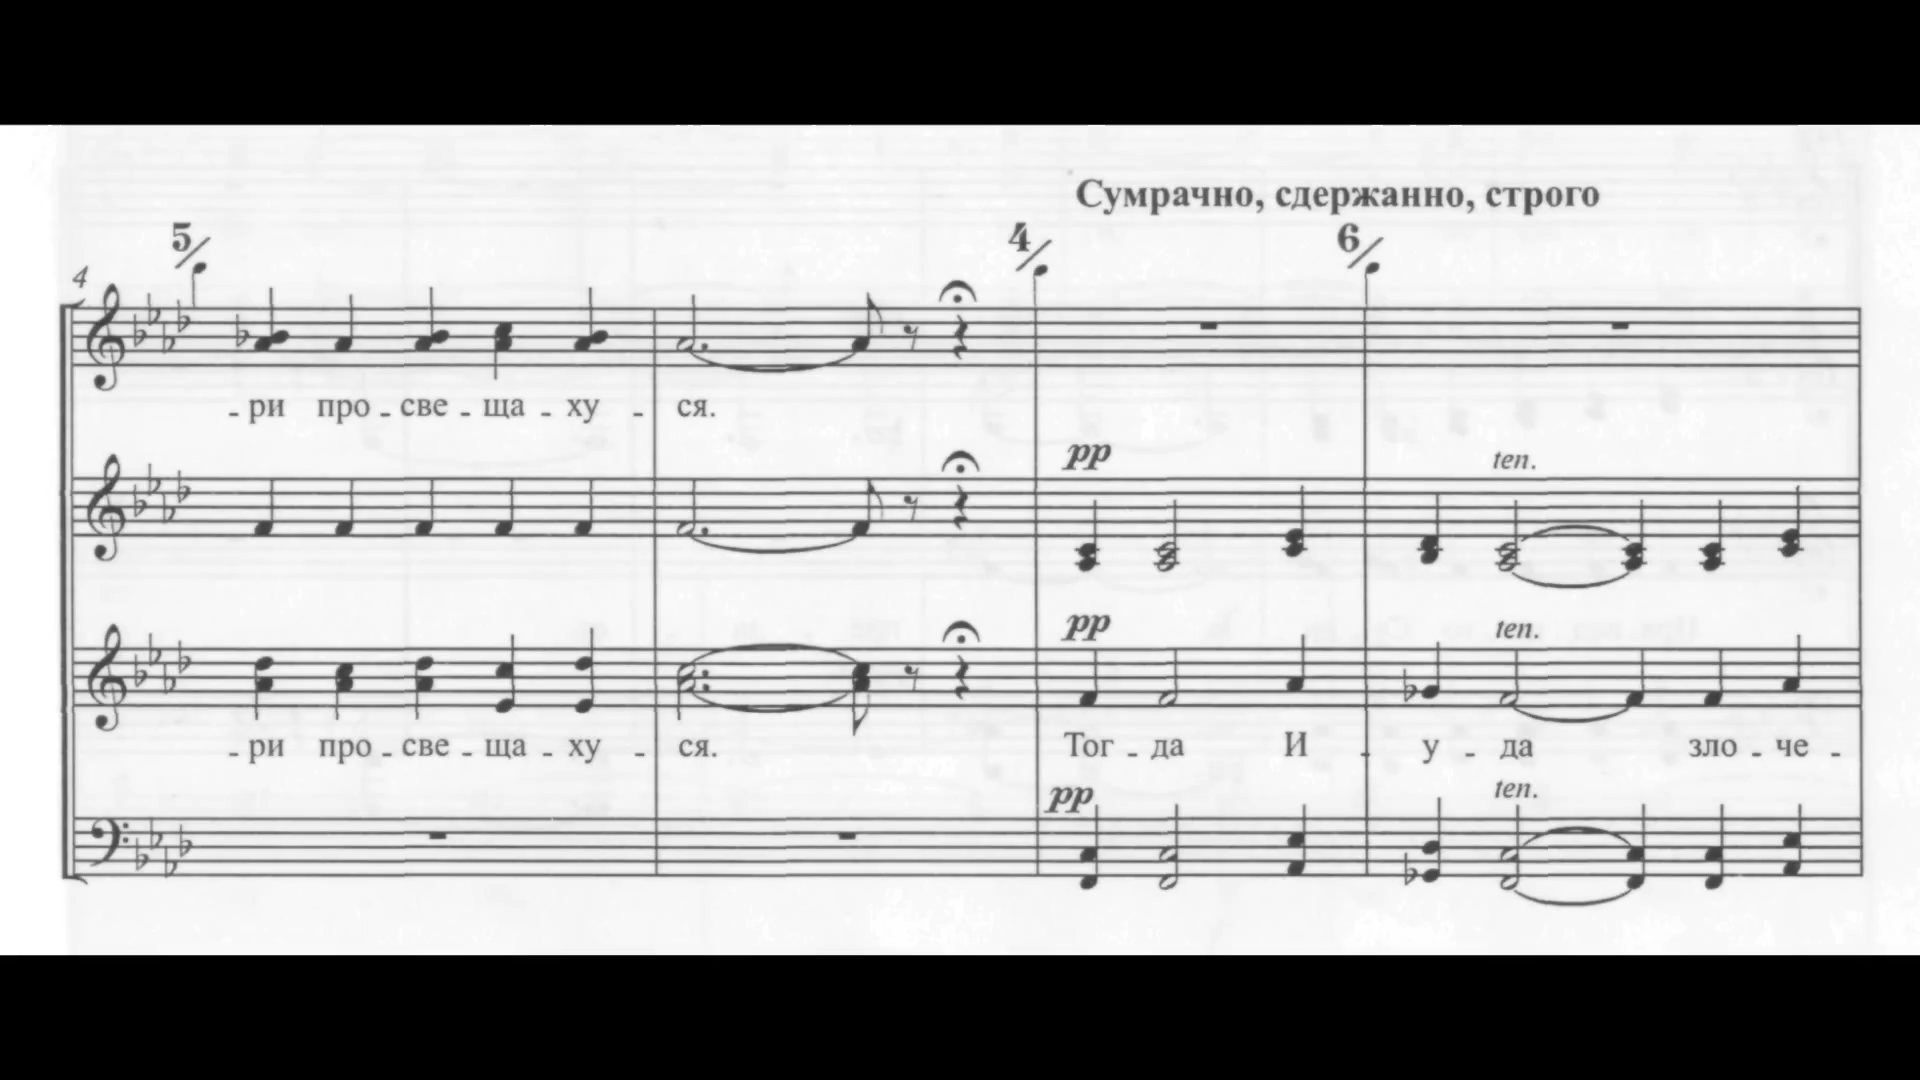 Сумрачно, сдержанно, строго
5 4 6
4
- ри про - све - ща - ху - ся.
pp ten.
pp ten.
- ри про - све - ща - ху - ся. Тог - да И - у - да зло - че -
pp ten.